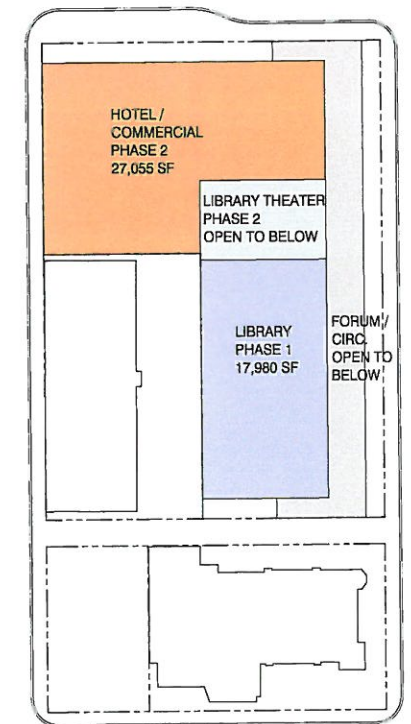 HOTEL /
COMMERCIAL
PHASE 2
27,055 SF
LIBRARY THEATER
PHASE 2
OPEN TO BELOW
LIBRARY
PHASE 1
17,980 SF
FORUM /
CIRC.
OPEN TO
BELOW